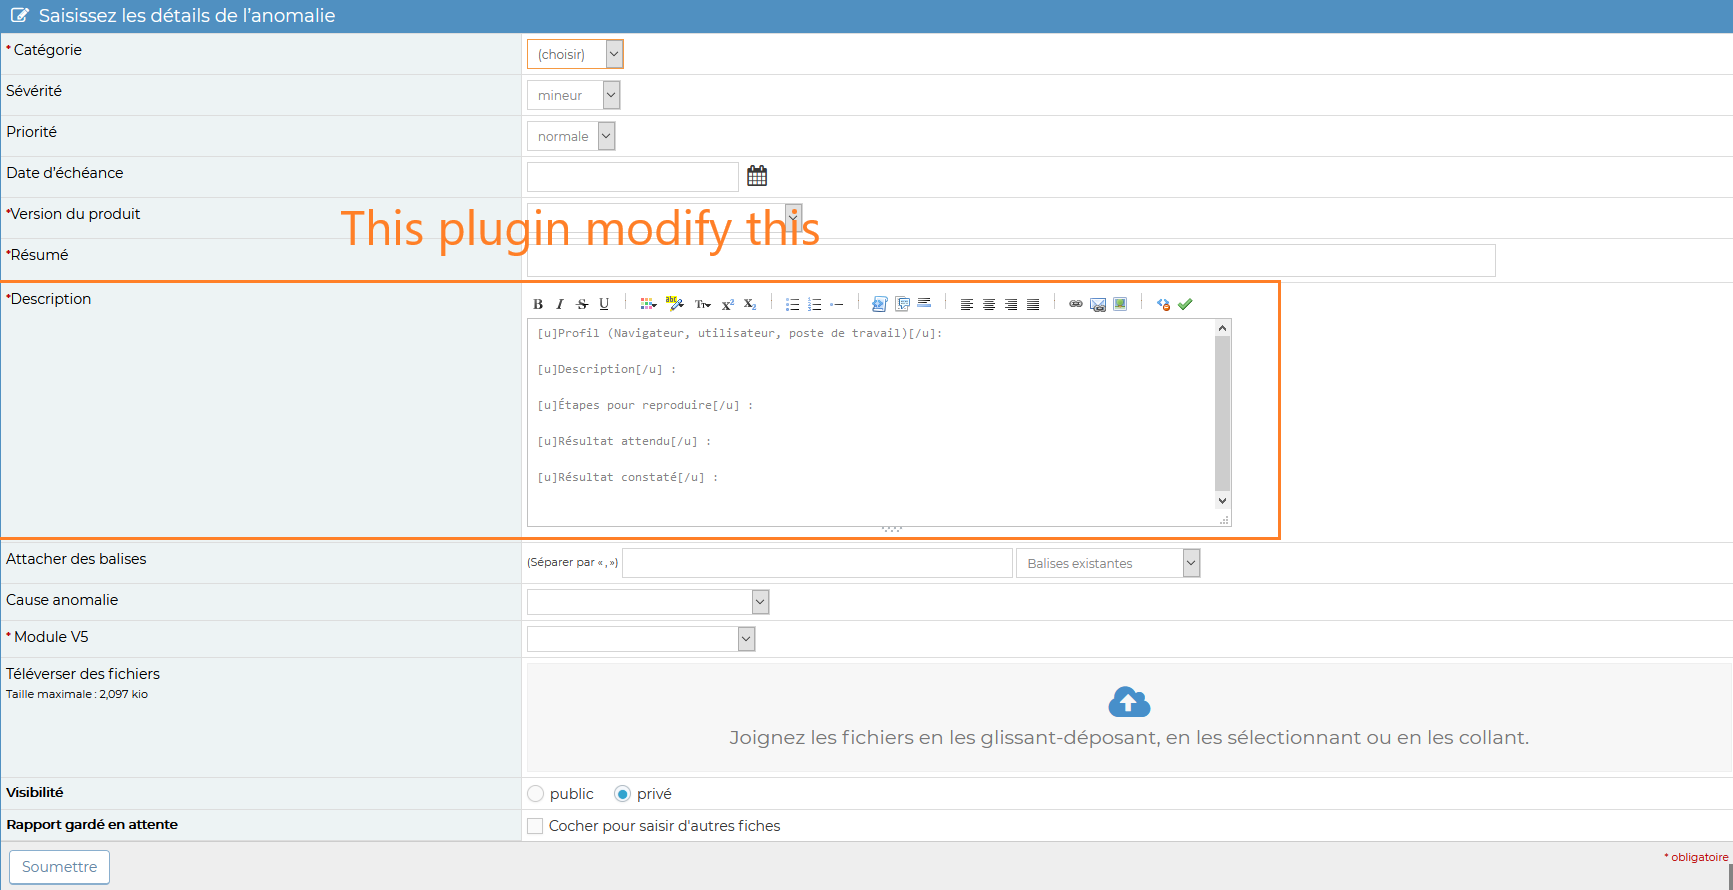 Saisissez les détails de l’anomalie
* Catégorie
(choisir)
Sévérité
mineur
Priorité
normale
Date d'échéance
*Version du produit
This plugin modify this
*Résumé
*Description
B I S U
Tr x² x₂
[u]Profil (Navigateur, utilisateur, poste de travail)[/u]:
[u]Description[/u] :
[u]Étapes pour reproduire[/u] :
[u]Résultat attendu[/u] :
[u]Résultat constaté[/u] :
Attacher des balises
(Séparer par « , »)
Balises existantes
Cause anomalie
* Module V5
Téléverser des fichiers
Taille maximale : 2,097 kio
Joignez les fichiers en les glissant-déposant, en les sélectionnant ou en les collant.
Visibilité
public
privé
Rapport gardé en attente
Cocher pour saisir d'autres fiches
* obligatoire
Soumettre